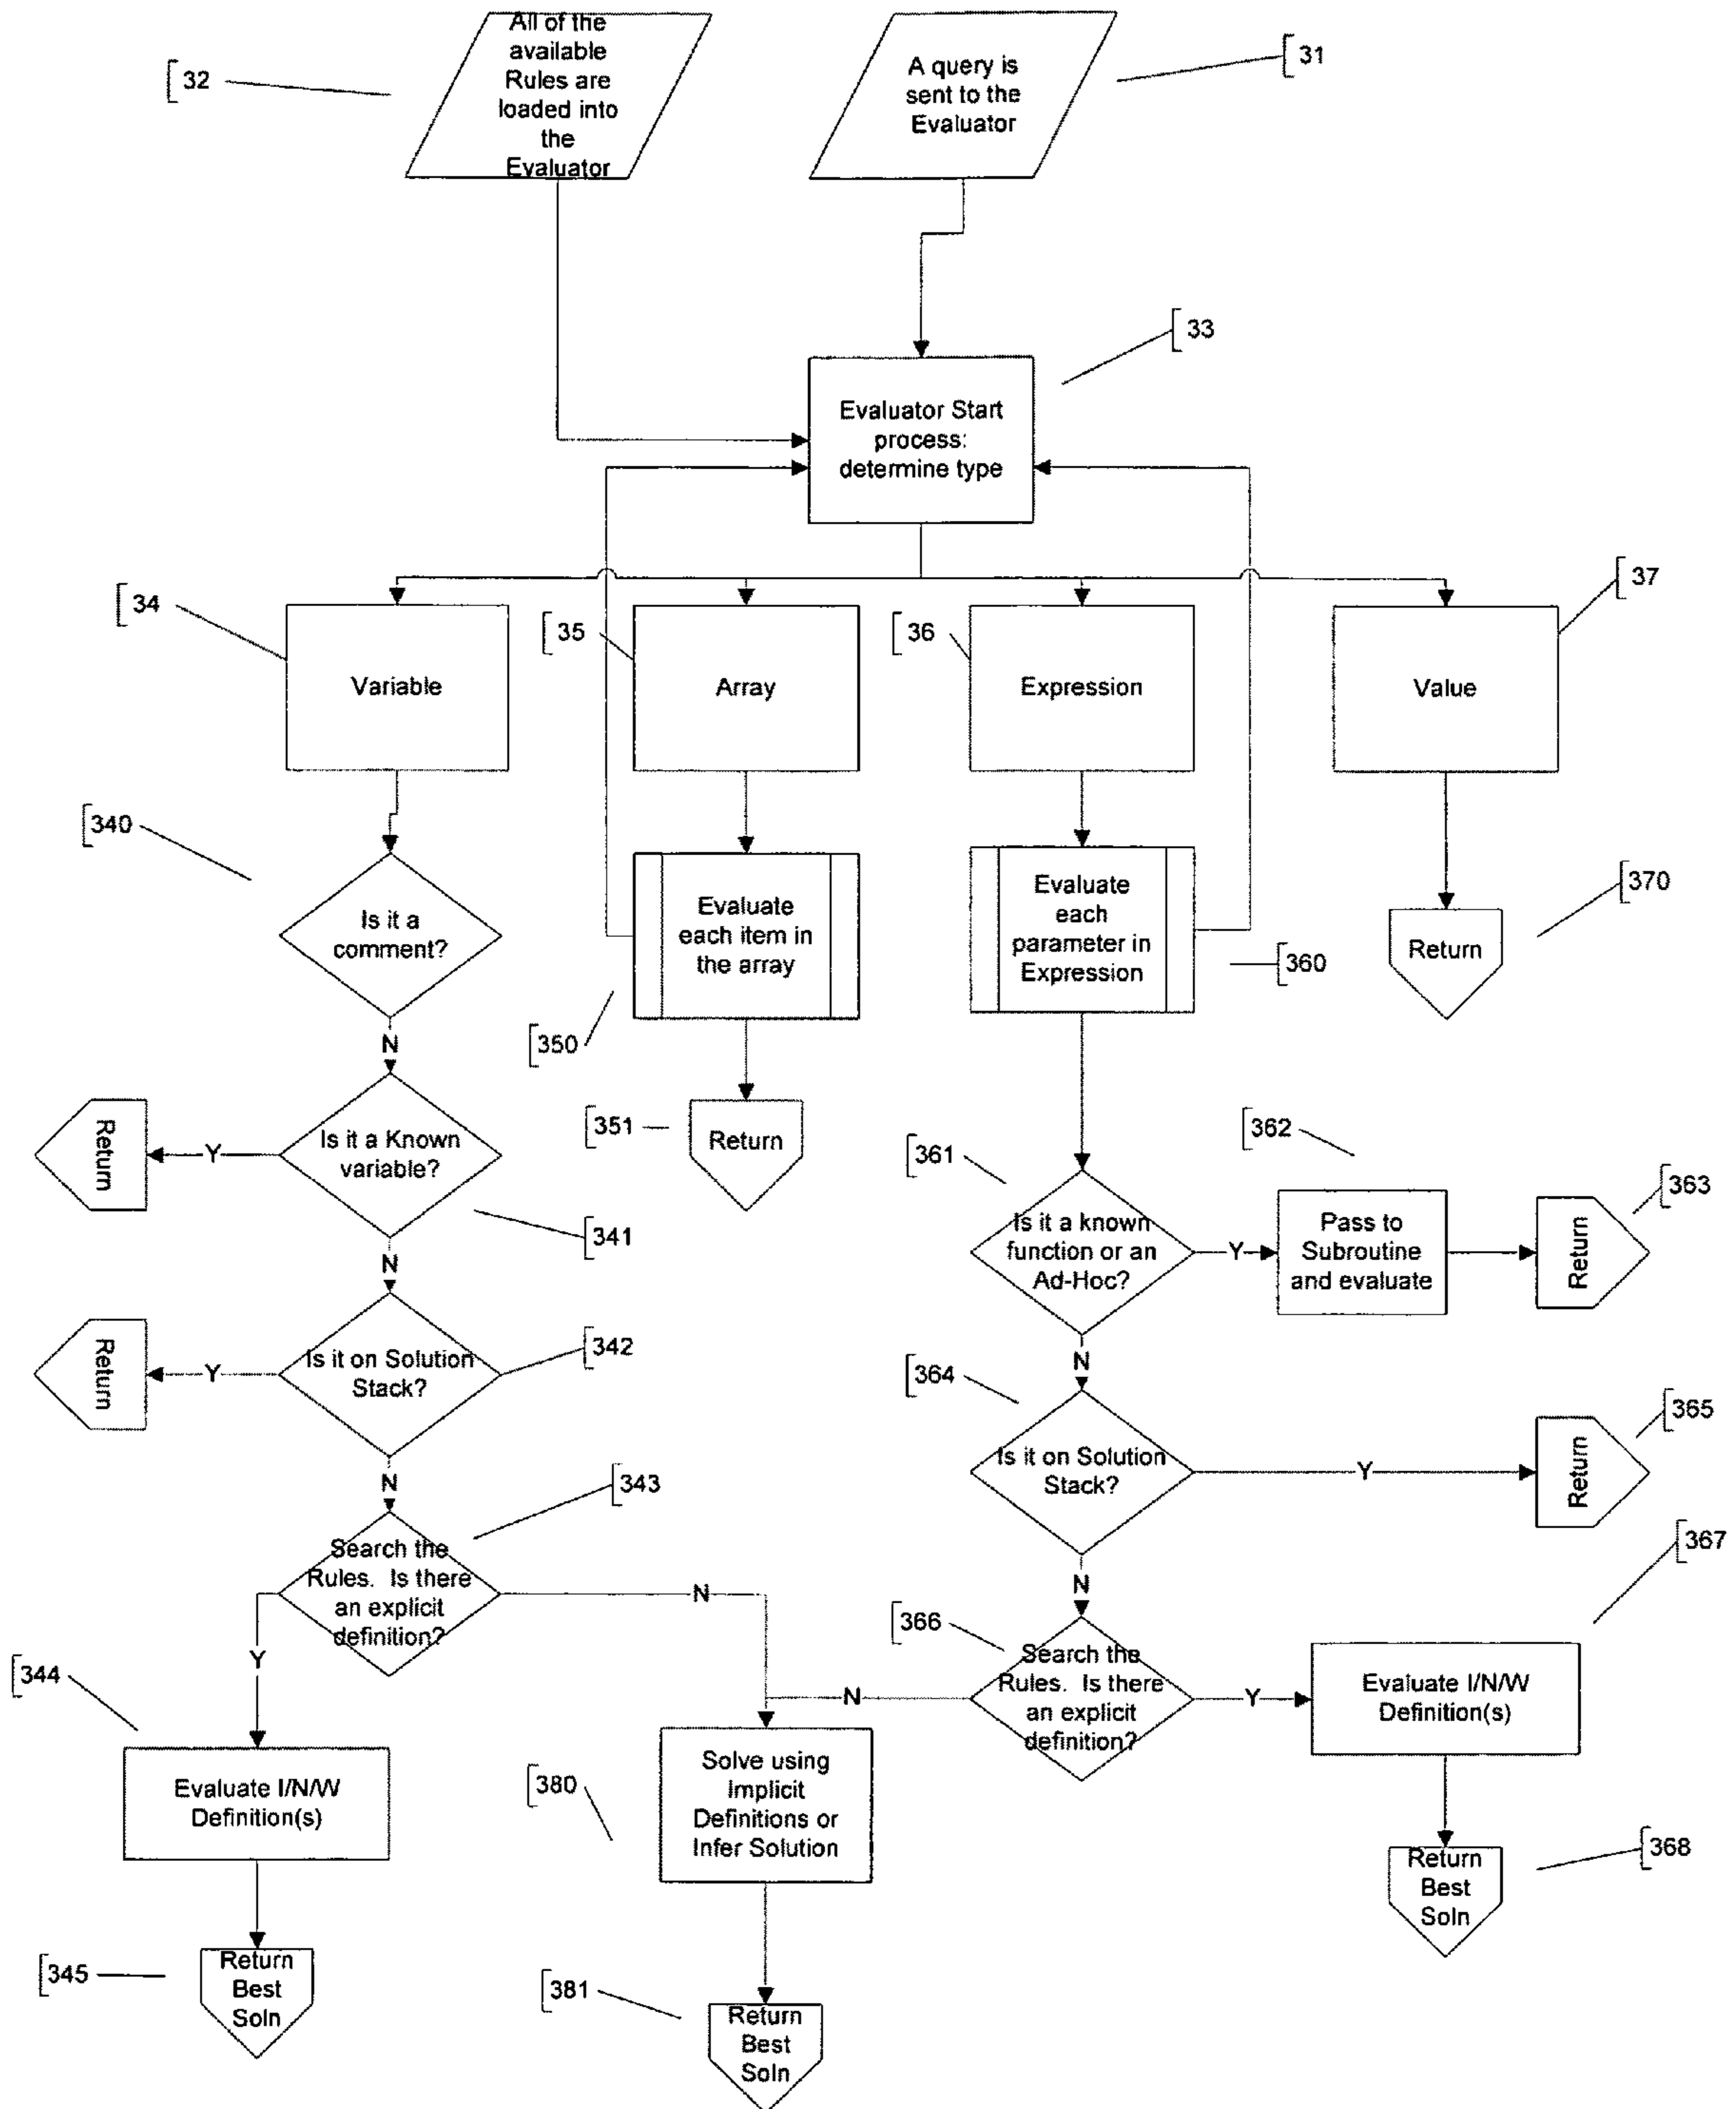 All of the
available
Rules are
loaded into
the
Evaluator
32
A query is
sent to the
Evaluator
31
33
Evaluator Start
process:
determine type
34
35
36
37
Variable
Array
Expression
Value
340
Is it a
comment?
Evaluate
each item in
the array
Evaluate
each
parameter in
Expression
360
370
Return
N
350
351
Return
Return
Y
Is it a Known
variable?
341
N
361
362
363
Is it a known
function or an
Ad-Hoc?
Y
Pass to
Subroutine
and evaluate
Return
N
Return
Y
Is it on Solution
Stack?
342
N
364
365
Is it on Solution
Stack?
Y
Return
N
343
Search the
Rules. Is there
an explicit
definition?
N
Y
366
367
Search the
Rules. Is there
an explicit
definition?
N
Y
Evaluate I/N/W
Definition(s)
344
Evaluate I/N/W
Definition(s)
380
Solve using
Implicit
Definitions or
Infer Solution
368
Return
Best
Soln
345
Return
Best
Soln
381
Return
Best
Soln